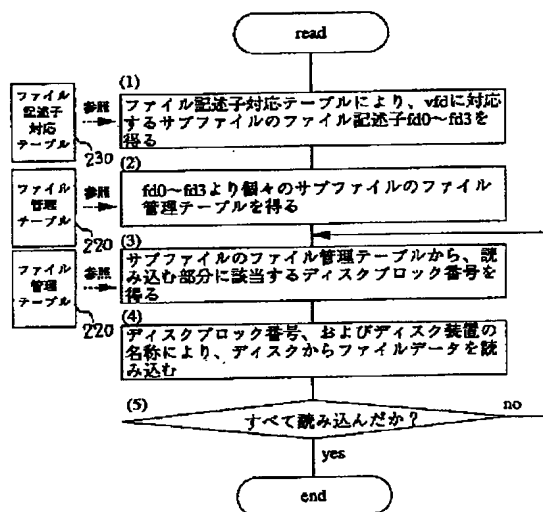 read
(1)
ファイル
記述子
対応
テーブル
参照
230
ファイル記述子対応テーブルにより、vfdに対応
するサブファイルのファイル記述子fd0〜fd3を
得る
(2)
ファイル
管理
テーブル
参照
220
fd0〜fd3より個々のサブファイルのファイル
管理テーブルを得る
(3)
ファイル
管理
テーブル
参照
220
サブファイルのファイル管理テーブルから、読
み込む部分に該当するディスクブロック番号を
得る
(4)
ディスクブロック番号、およびディスク装置の
名称により、ディスクからファイルデータを読
み込む
(5)
すべて読み込んだか？
no
yes
end